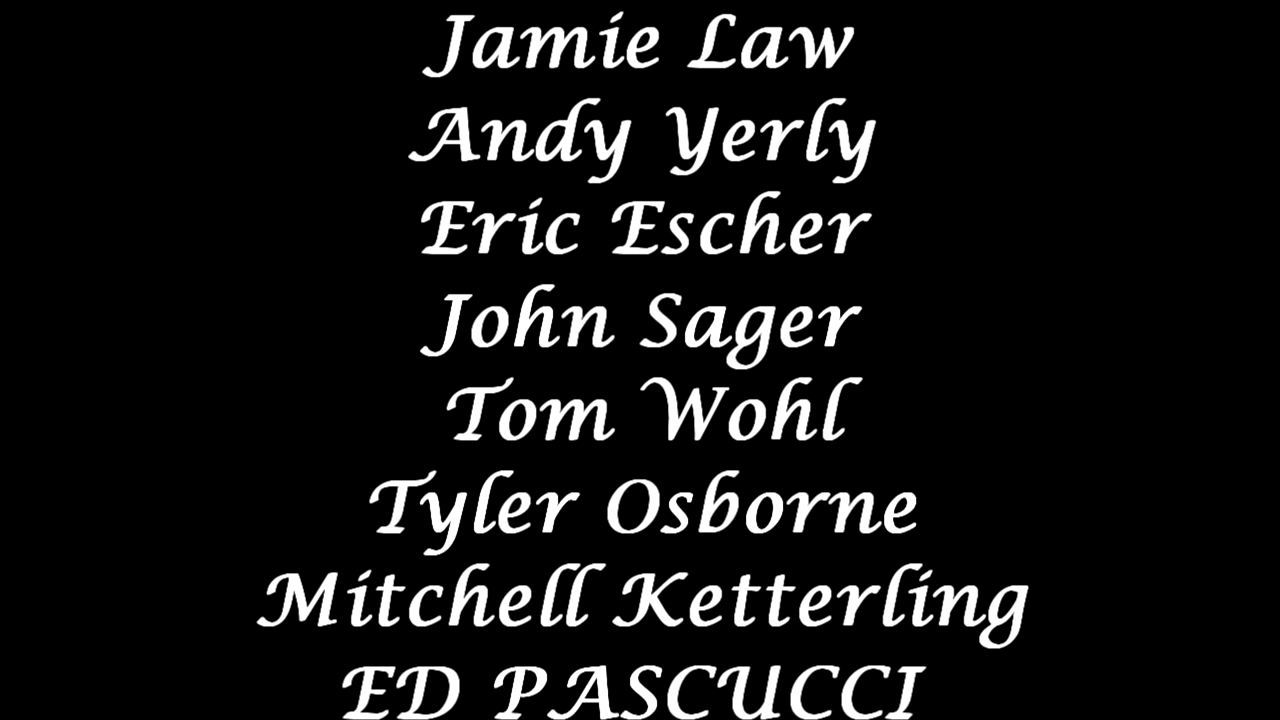 Jamie Law
Andy Yerly
Eric Escher
John Sager
Tom Wohl
Tyler Osborne
Mitchell Ketterling
ED PASCUCCI